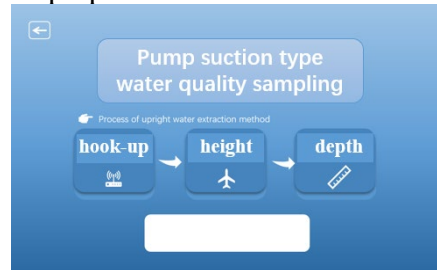 Pump suction type
water quality sampling
Process of upright water extraction method
hook-up
height
depth